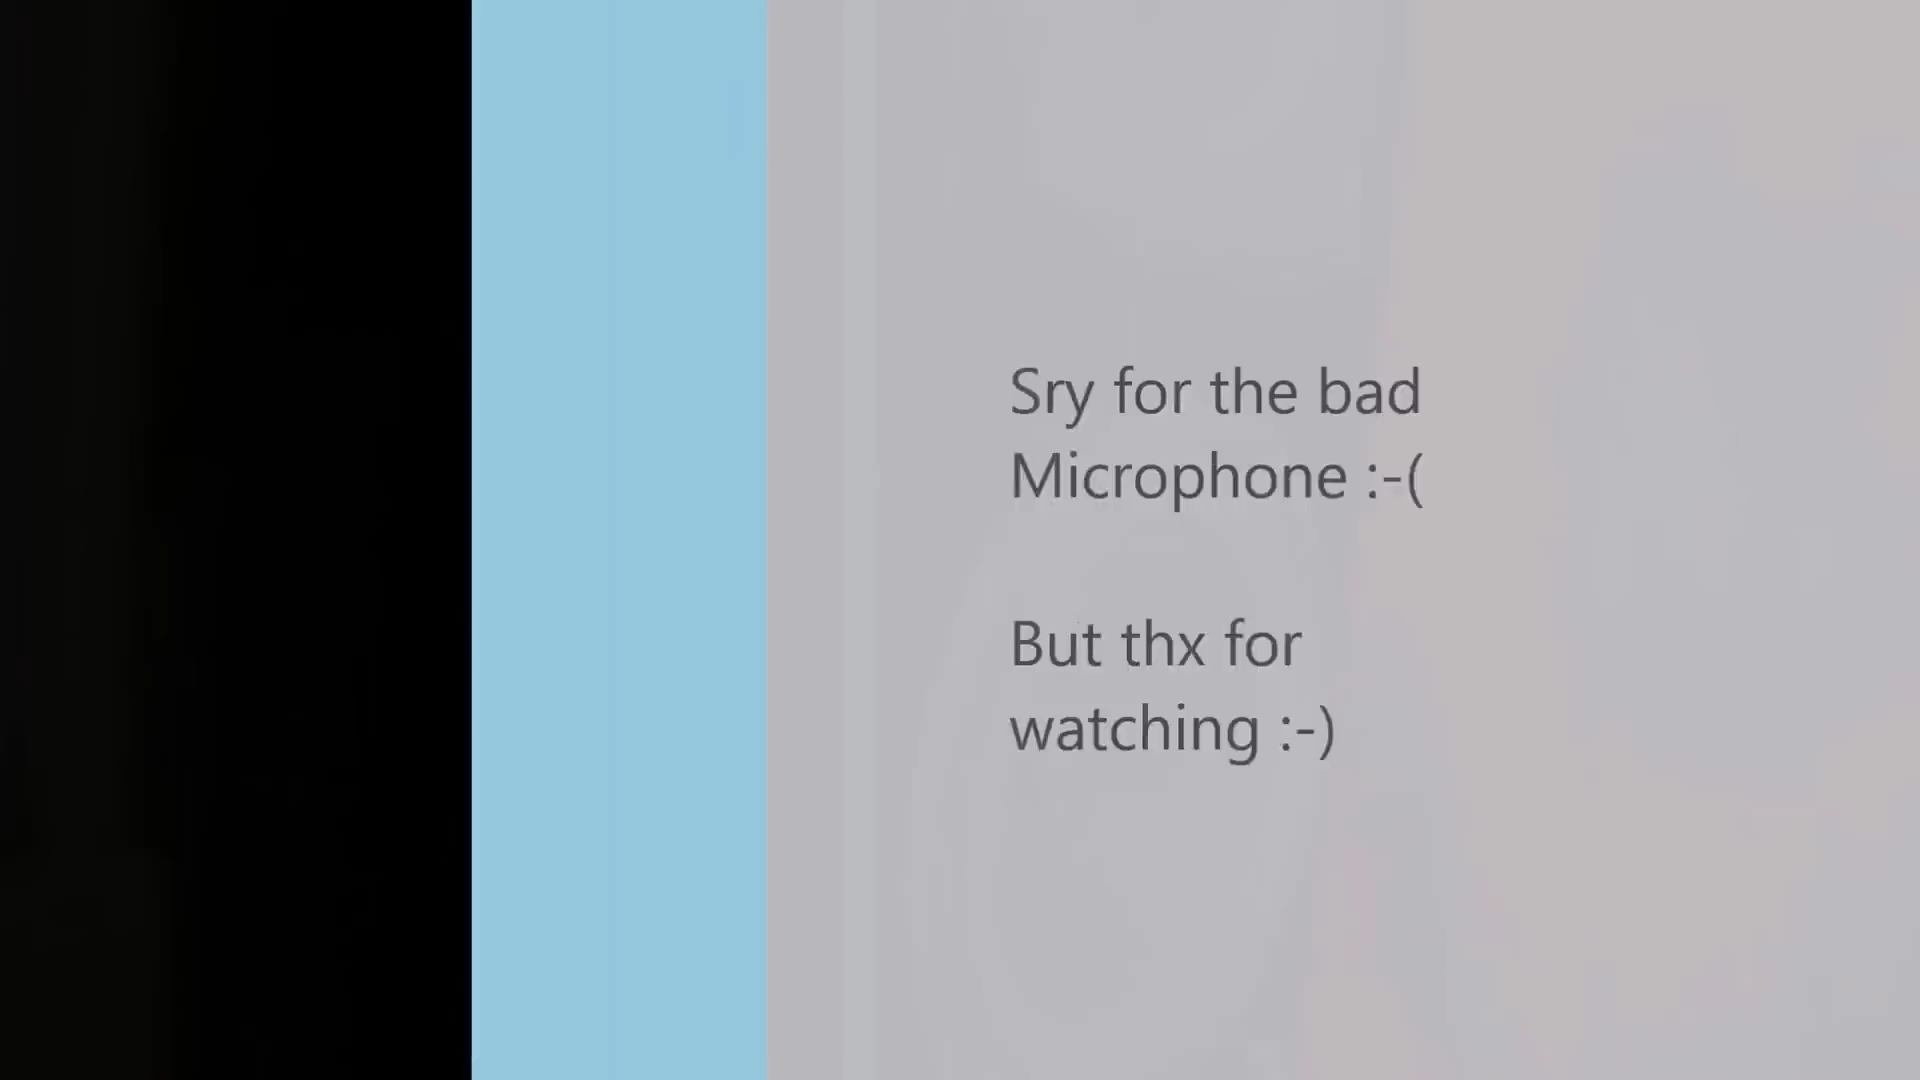 Sry for the bad
Microphone :-(
But thx for
watching :-)